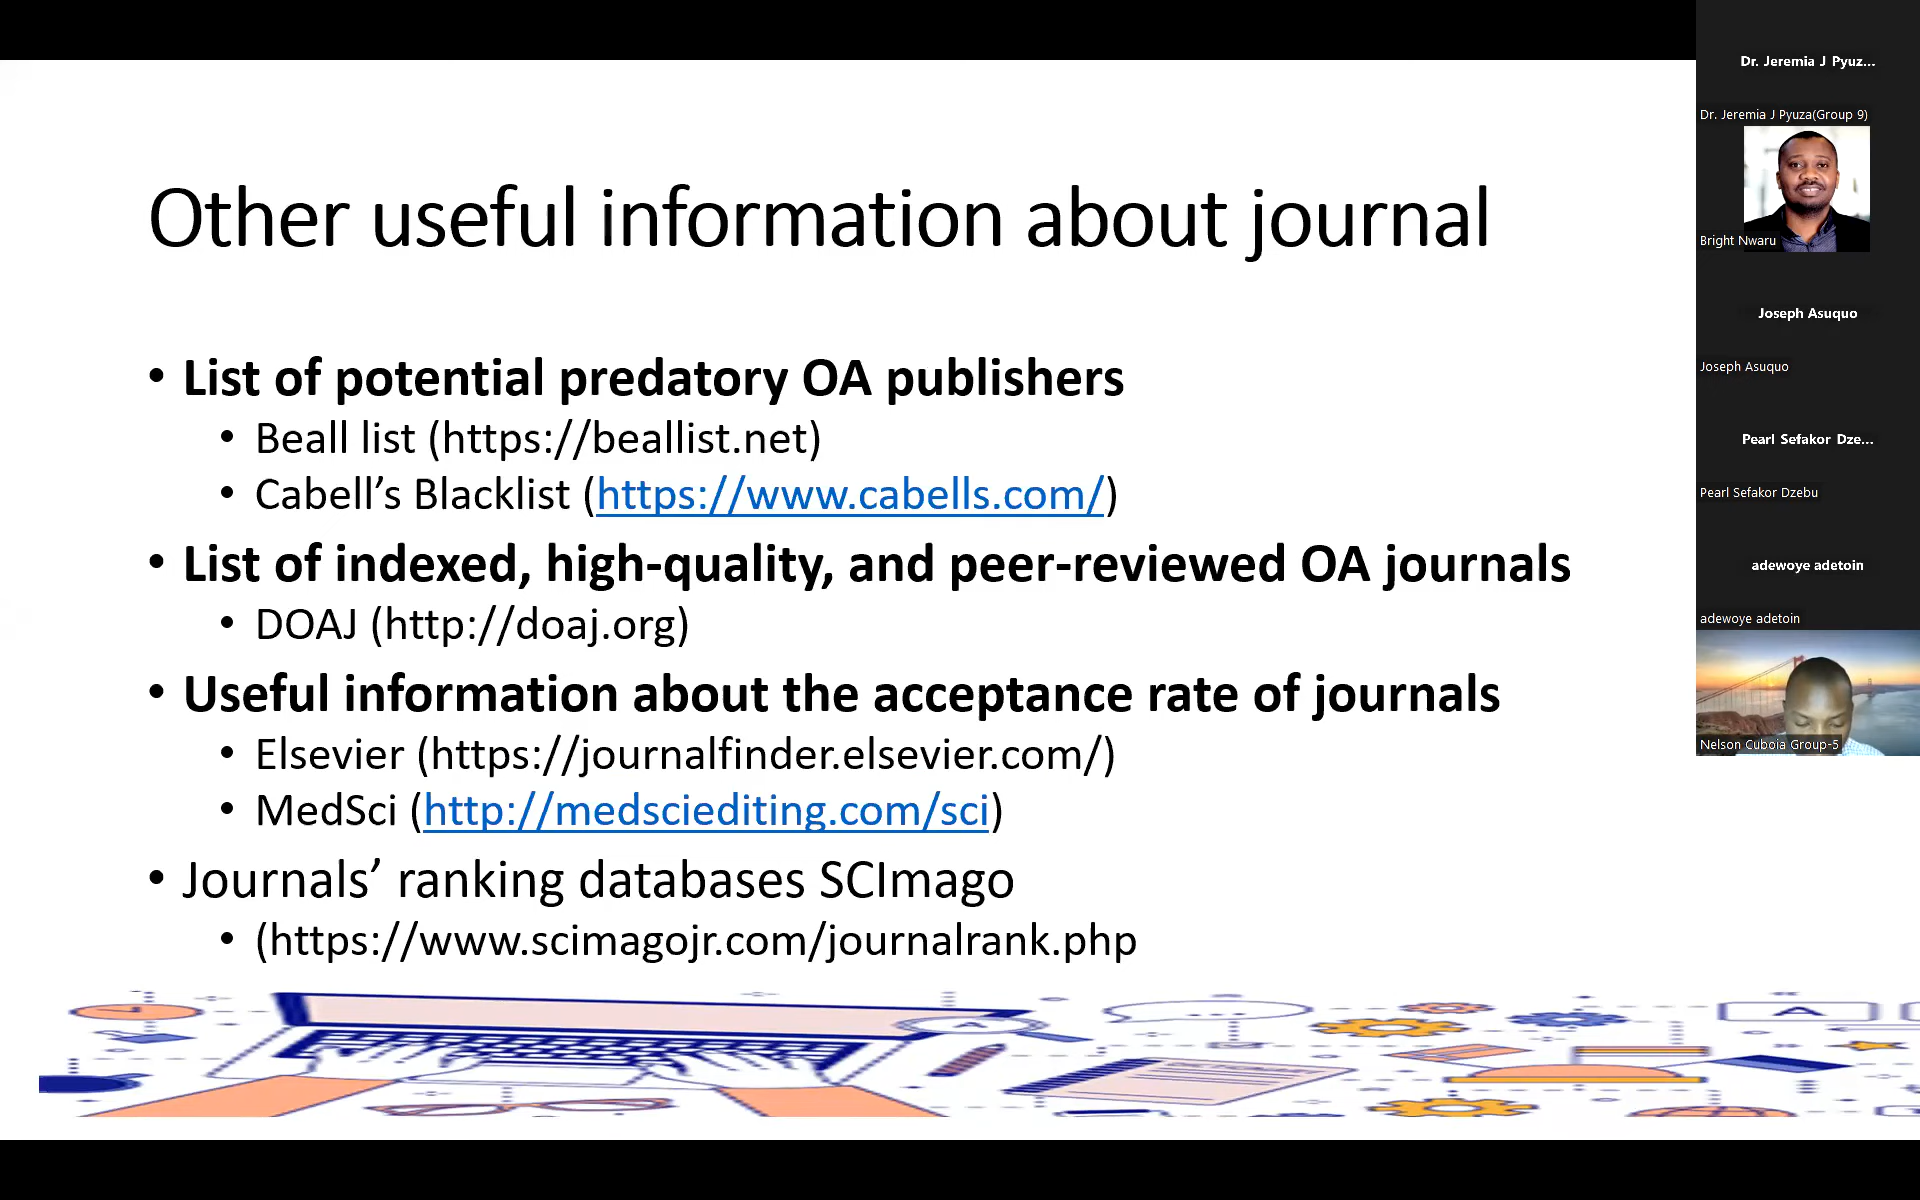 Other useful information about journal
• List of potential predatory OA publishers
• Beall list (https://beallist.net)
• Cabell’s Blacklist (https://www.cabells.com/)
• List of indexed, high-quality, and peer-reviewed OA journals
• DOAJ (http://doaj.org)
• Useful information about the acceptance rate of journals
• Elsevier (https://journalfinder.elsevier.com/)
• MedSci (http://medsciediting.com/sci)
• Journals’ ranking databases SCImago
• (https://www.scimagojr.com/journalrank.php
A
A
Dr. Jeremia J Pyuz...
Dr. Jeremia J Pyuza(Group 9)
Bright Nwaru
Joseph Asuquo
Joseph Asuquo
Pearl Sefakor Dze...
Pearl Sefakor Dzebu
adewoye adetoin
adewoye adetoin
Nelson Cuboia Group-5